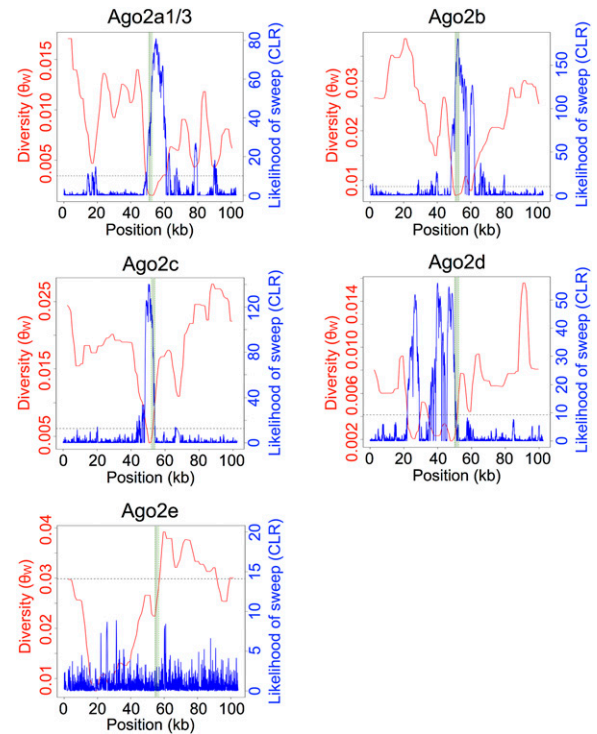 Ago2a1/3
Diversity (θw)
0.005 0.010 0.015
0 20 40 60 80 100
Position (kb)
0 20 40 60 80
Likelihood of sweep (CLR)
Ago2b
Diversity (θw)
0.01 0.02 0.03
0 20 40 60 80 100
Position (kb)
0 10 50 100 150
Likelihood of sweep (CLR)
Ago2c
Diversity (θw)
0.005 0.015 0.025
0 20 40 60 80 100
Position (kb)
0 40 80 120
Likelihood of sweep (CLR)
Ago2d
Diversity (θw)
0.002 0.006 0.014
0 20 40 60 80 100
Position (kb)
0 10 20 30 40 50
Likelihood of sweep (CLR)
Ago2e
Diversity (θw)
0.01 0.02 0.03 0.04
0 20 40 60 80 100
Position (kb)
0 5 10 15 20
Likelihood of sweep (CLR)